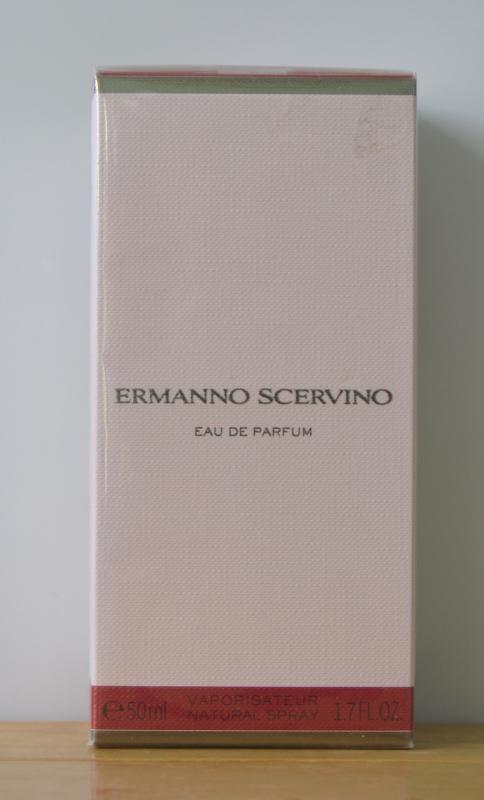 ERMANNO SCERVINO
EAU DE PARFUM
℮50ml VAPORISATEUR NATURAL SPRAY 1.7 FL.OZ.